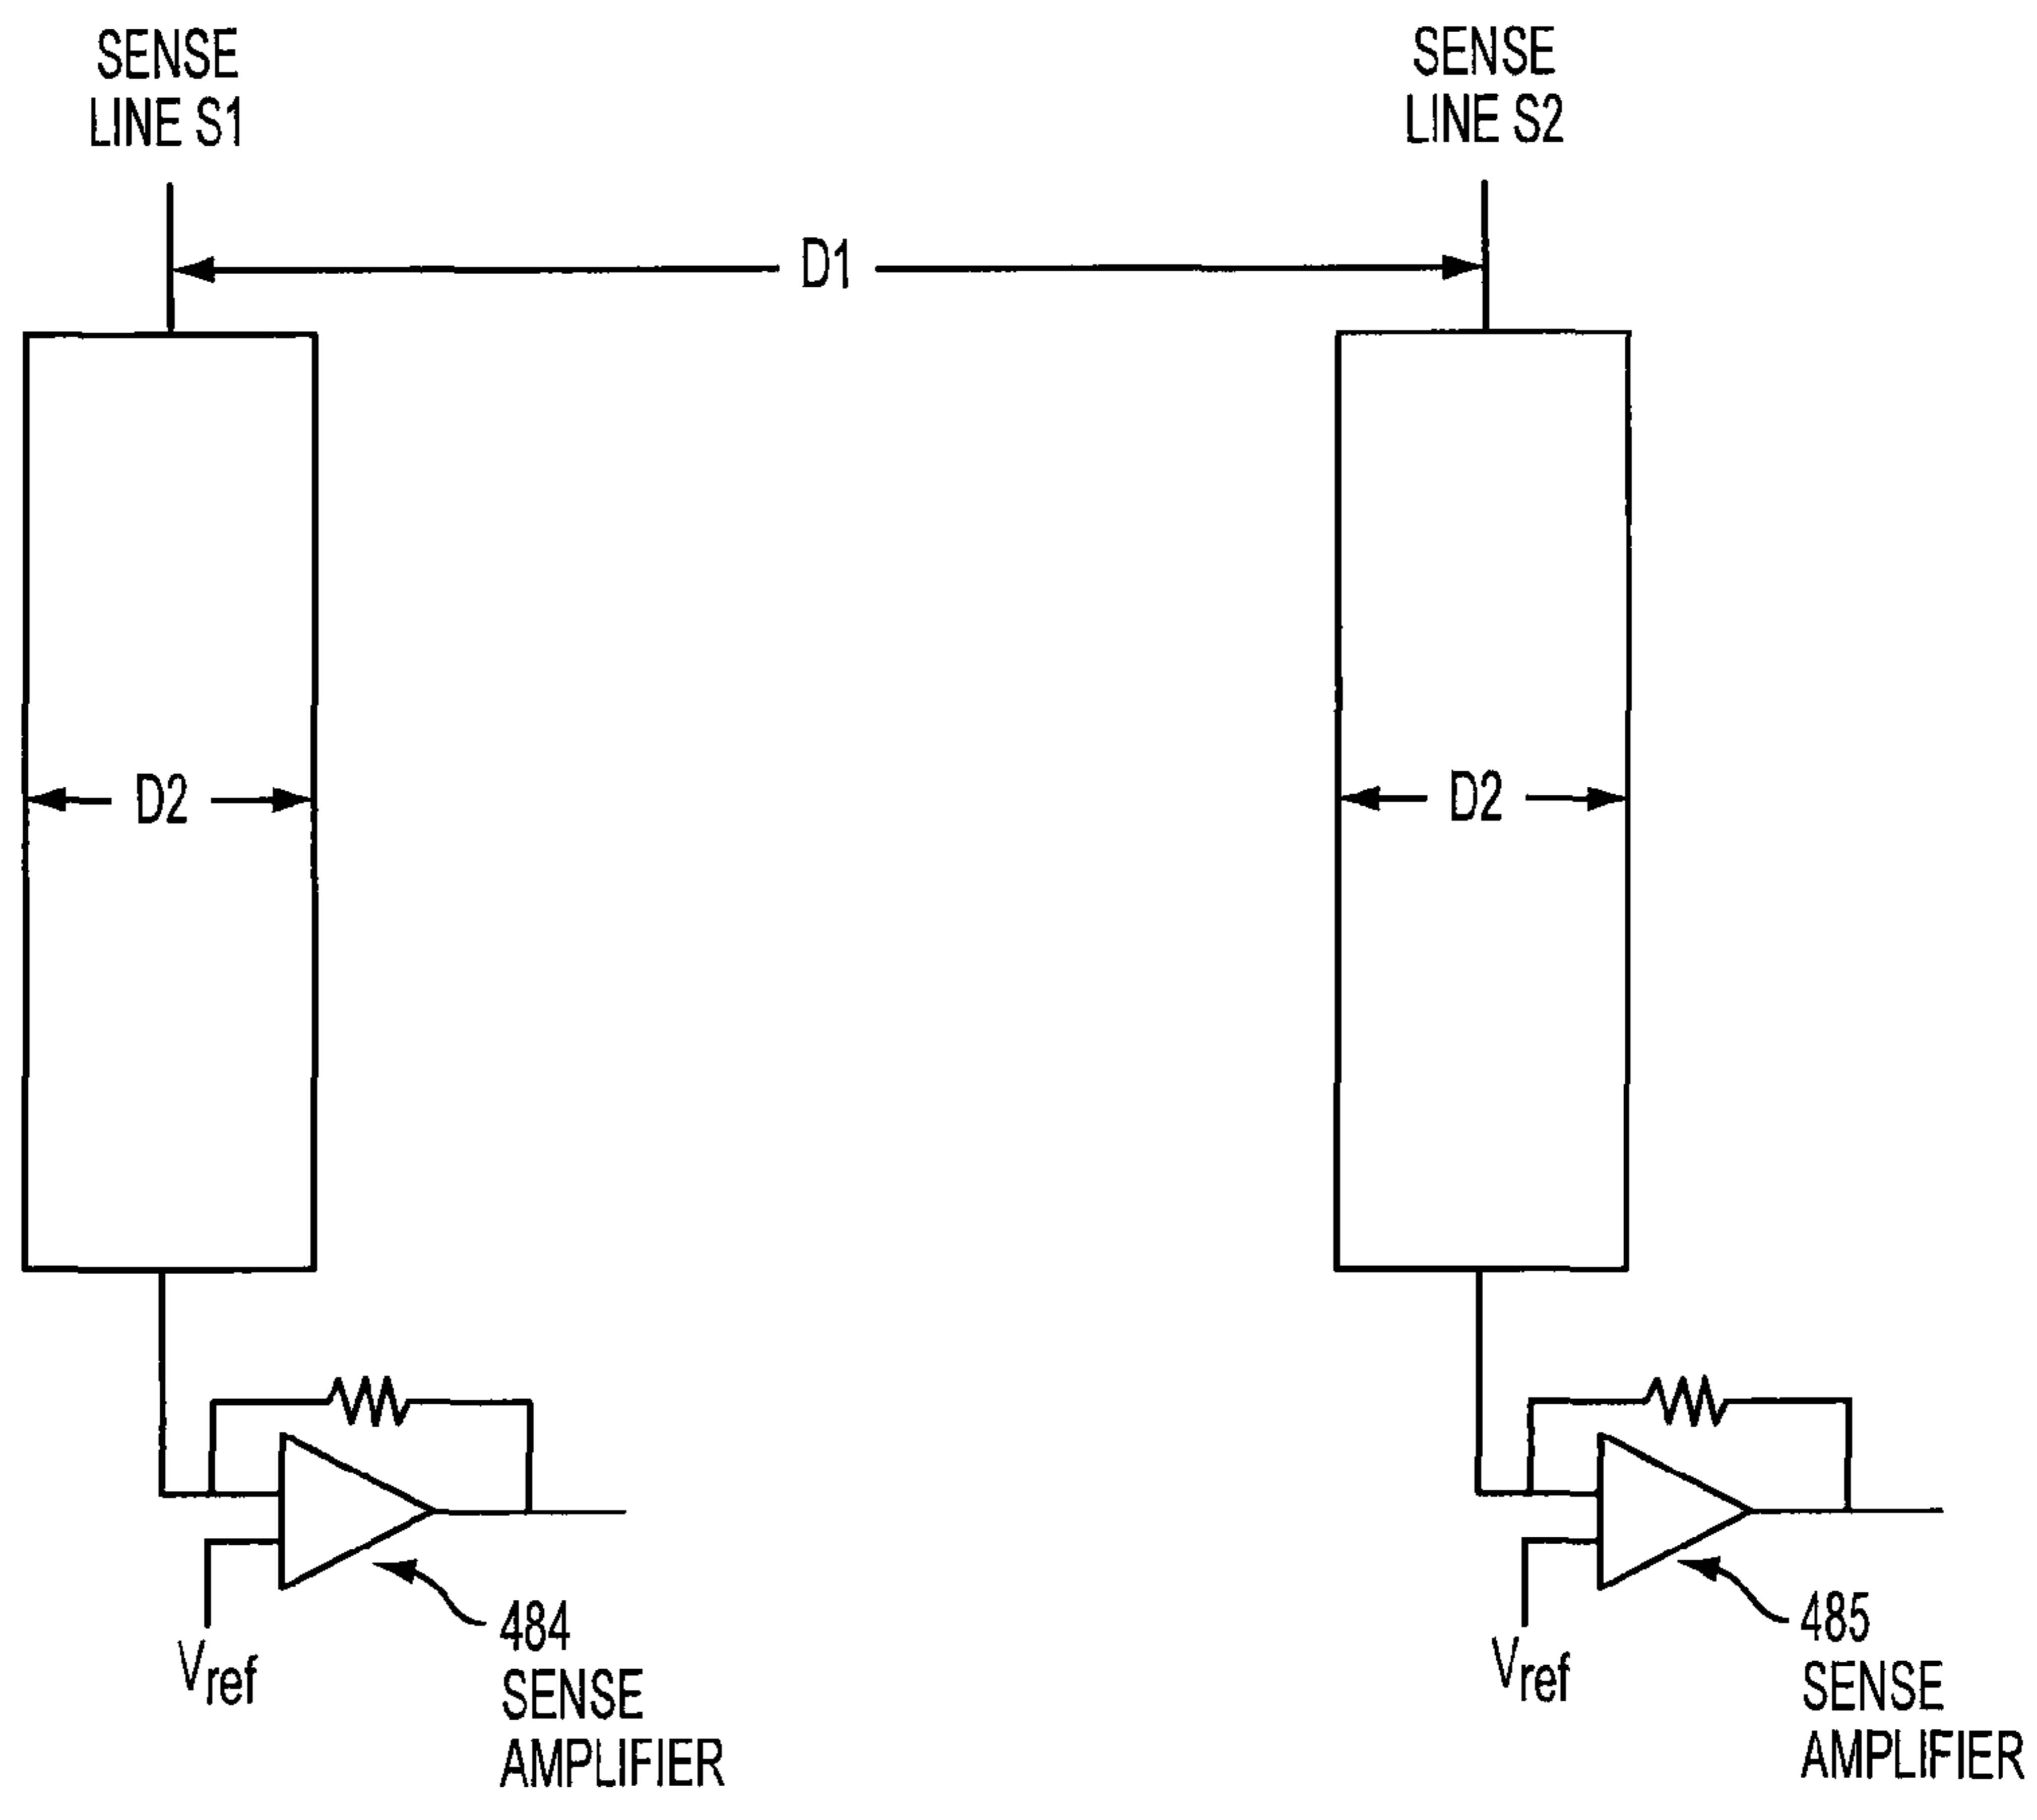 SENSE
LINE S1
SENSE
LINE S2
D1
D2
D2
Vref
484
SENSE
AMPLIFIER
Vref
485
SENSE
AMPLIFIER